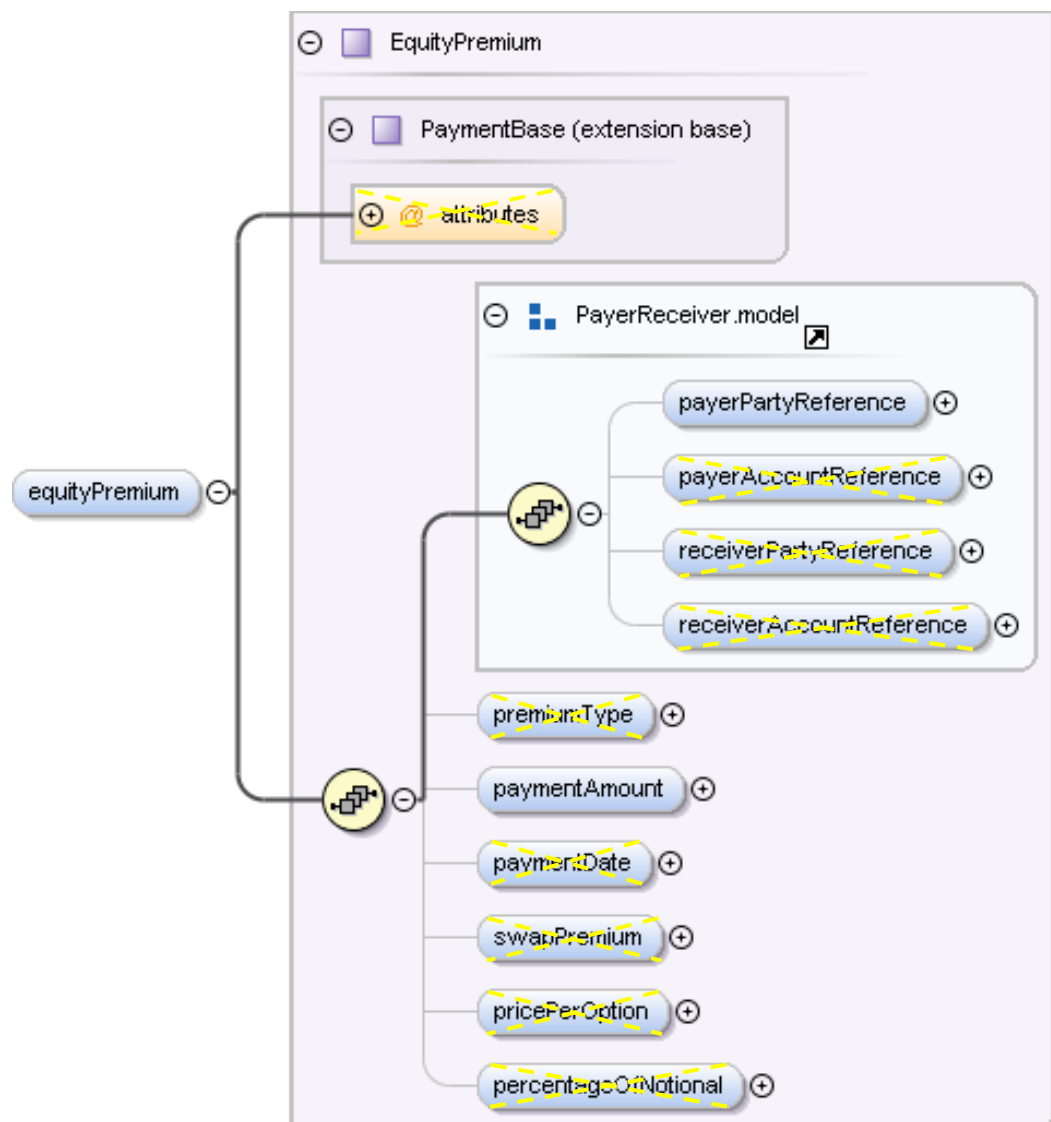 EquityPremium
PaymentBase (extension base)
@ attributes
PayerReceiver.model
payerPartyReference
payerAccountReference
equityPremium
receiverPartyReference
receiverAccountReference
premiumType
paymentAmount
paymentDate
swapPremium
pricePerOption
percentageOfNotional